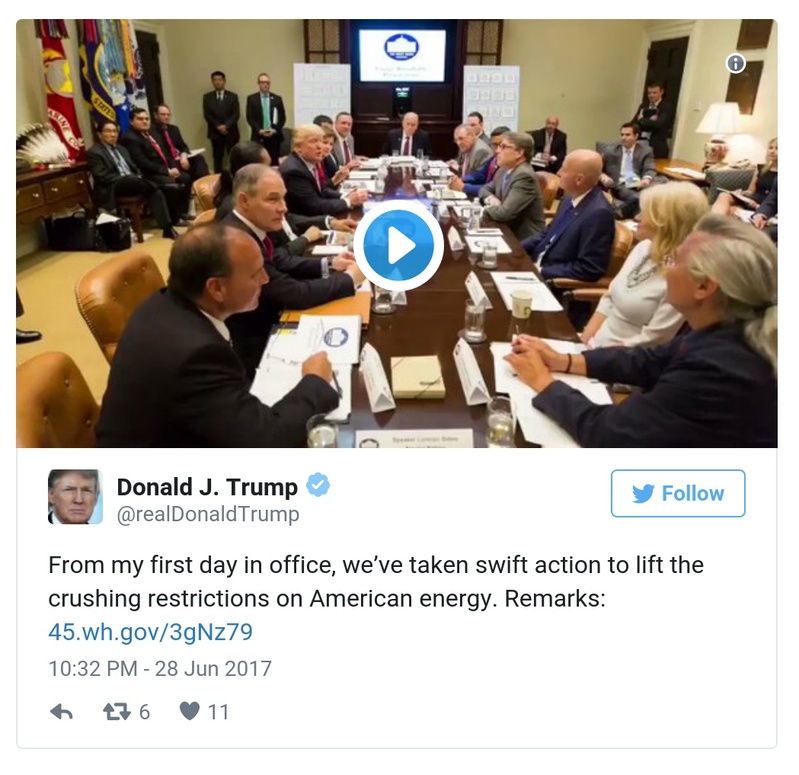 Donald J. Trump
@realDonaldTrump
Follow
From my first day in office, we’ve taken swift action to lift the
crushing restrictions on American energy. Remarks:
45.wh.gov/3gNz79
10:32 PM - 28 Jun 2017
6 11